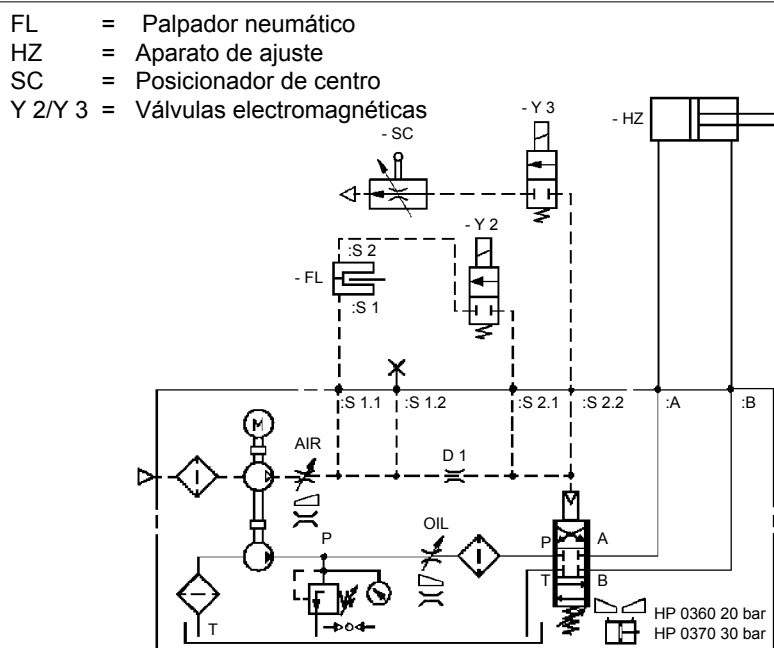 FL = Palpador neumático
HZ = Aparato de ajuste
SC = Posicionador de centro
Y 2/Y 3 = Válvulas electromagnéticas
- Y 3
- HZ
- SC
- Y 2
:S 2
- FL
:S 1
:S 1.1 :S 1.2 :S 2.1 :S 2.2 :A :B
M
AIR
D 1
OIL
P
P A
T B
T
HP 0360 20 bar
HP 0370 30 bar